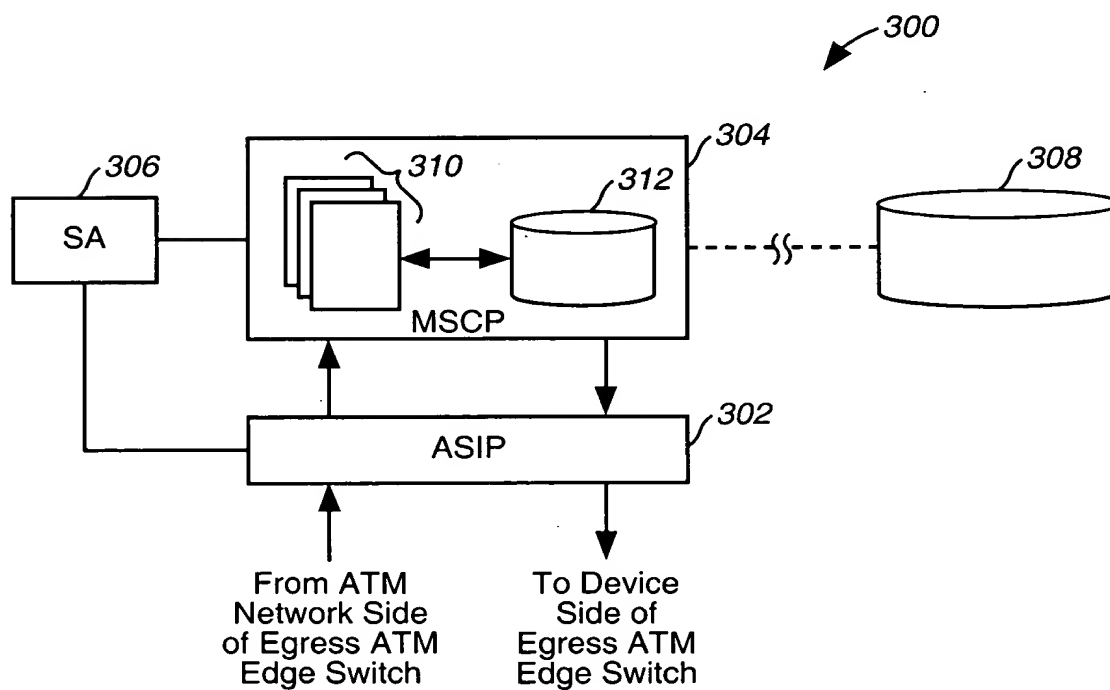 300
304
306
310
308
312
SA
MSCP
302
ASIP
From ATM
Network Side
of Egress ATM
Edge Switch
To Device
Side of
Egress ATM
Edge Switch